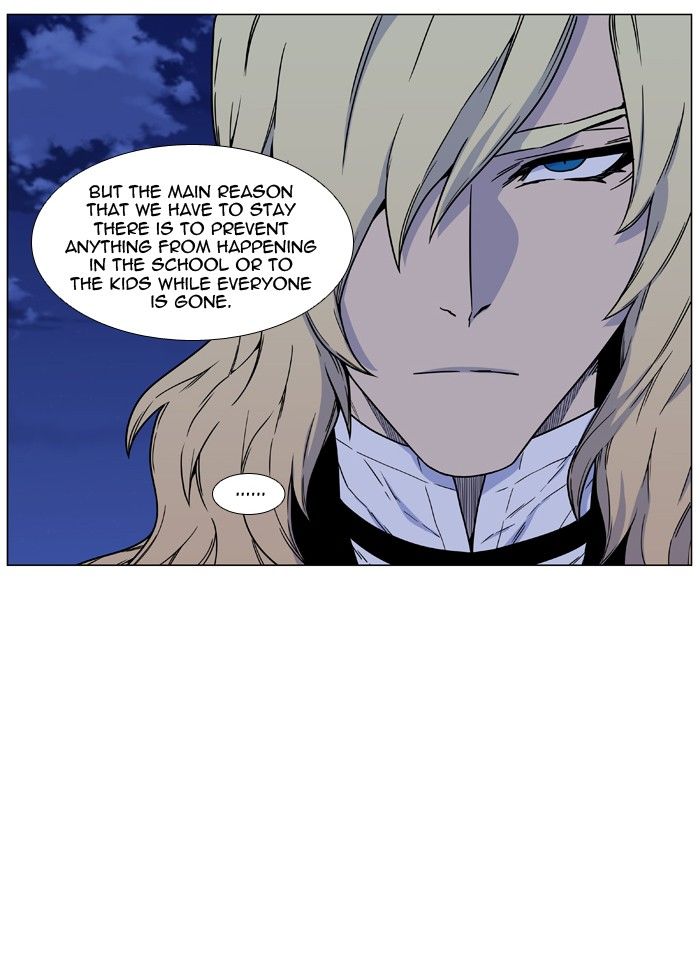 BUT THE MAIN REASON
THAT WE HAVE TO STAY
THERE IS TO PREVENT
ANYTHING FROM HAPPENING
IN THE SCHOOL OR TO
THE KIDS WHILE EVERYONE
IS GONE.
......